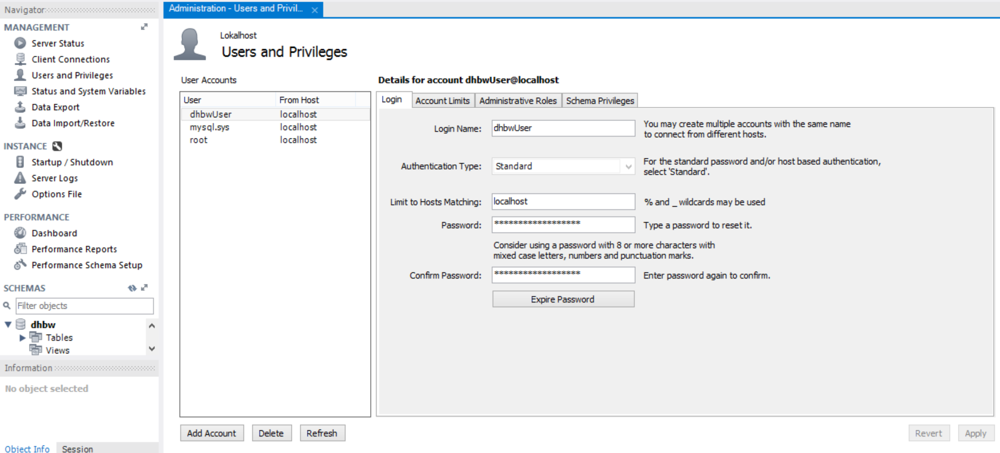 Navigator
MANAGEMENT
Server Status
Client Connections
Users and Privileges
Status and System Variables
Data Export
Data Import/Restore
INSTANCE
Startup / Shutdown
Server Logs
Options File
PERFORMANCE
Dashboard
Performance Reports
Performance Schema Setup
SCHEMAS
Filter objects
dhbw
Tables
Views
Information
No object selected
Object Info Session
Administration - Users and Privil...
Lokalhost
Users and Privileges
User Accounts
User From Host
dhbwUser localhost
mysql.sys localhost
root localhost
Add Account Delete Refresh
Details for account dhbwUser@localhost
Login Account Limits Administrative Roles Schema Privileges
Login Name: dhbwUser You may create multiple accounts with the same name
to connect from different hosts.
Authentication Type: Standard For the standard password and/or host based authentication,
select 'Standard'.
Limit to Hosts Matching: localhost % and _ wildcards may be used
Password: ****************** Type a password to reset it.
Consider using a password with 8 or more characters with
mixed case letters, numbers and punctuation marks.
Confirm Password: ****************** Enter password again to confirm.
Expire Password
Revert Apply